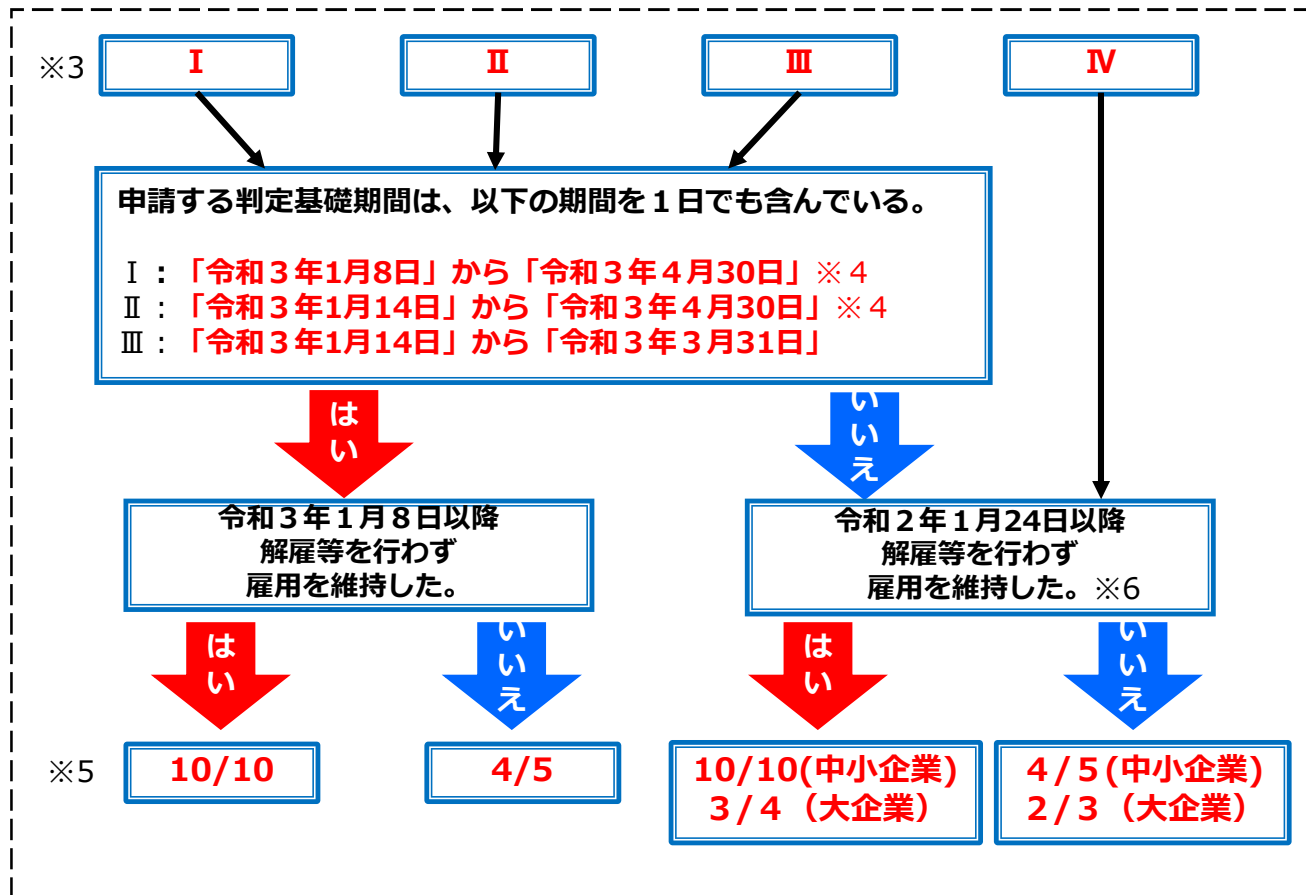 ※3
Ⅰ
Ⅱ
Ⅲ
Ⅳ
申請する判定基礎期間は、以下の期間を１日でも含んでいる。
Ⅰ：「令和３年1月8日」から「令和３年４月30日」※４
Ⅱ：「令和３年1月14日」から「令和３年４月30日」※４
Ⅲ：「令和３年1月14日」から「令和３年３月31日」
はい
いいえ
令和３年１月８日以降
解雇等を行わず
雇用を維持した。
令和２年１月24日以降
解雇等を行わず
雇用を維持した。※6
はい
いいえ
はい
いいえ
※5
10/10
4/5
10/10(中小企業)
３/４（大企業）
４/５(中小企業)
２/３（大企業）